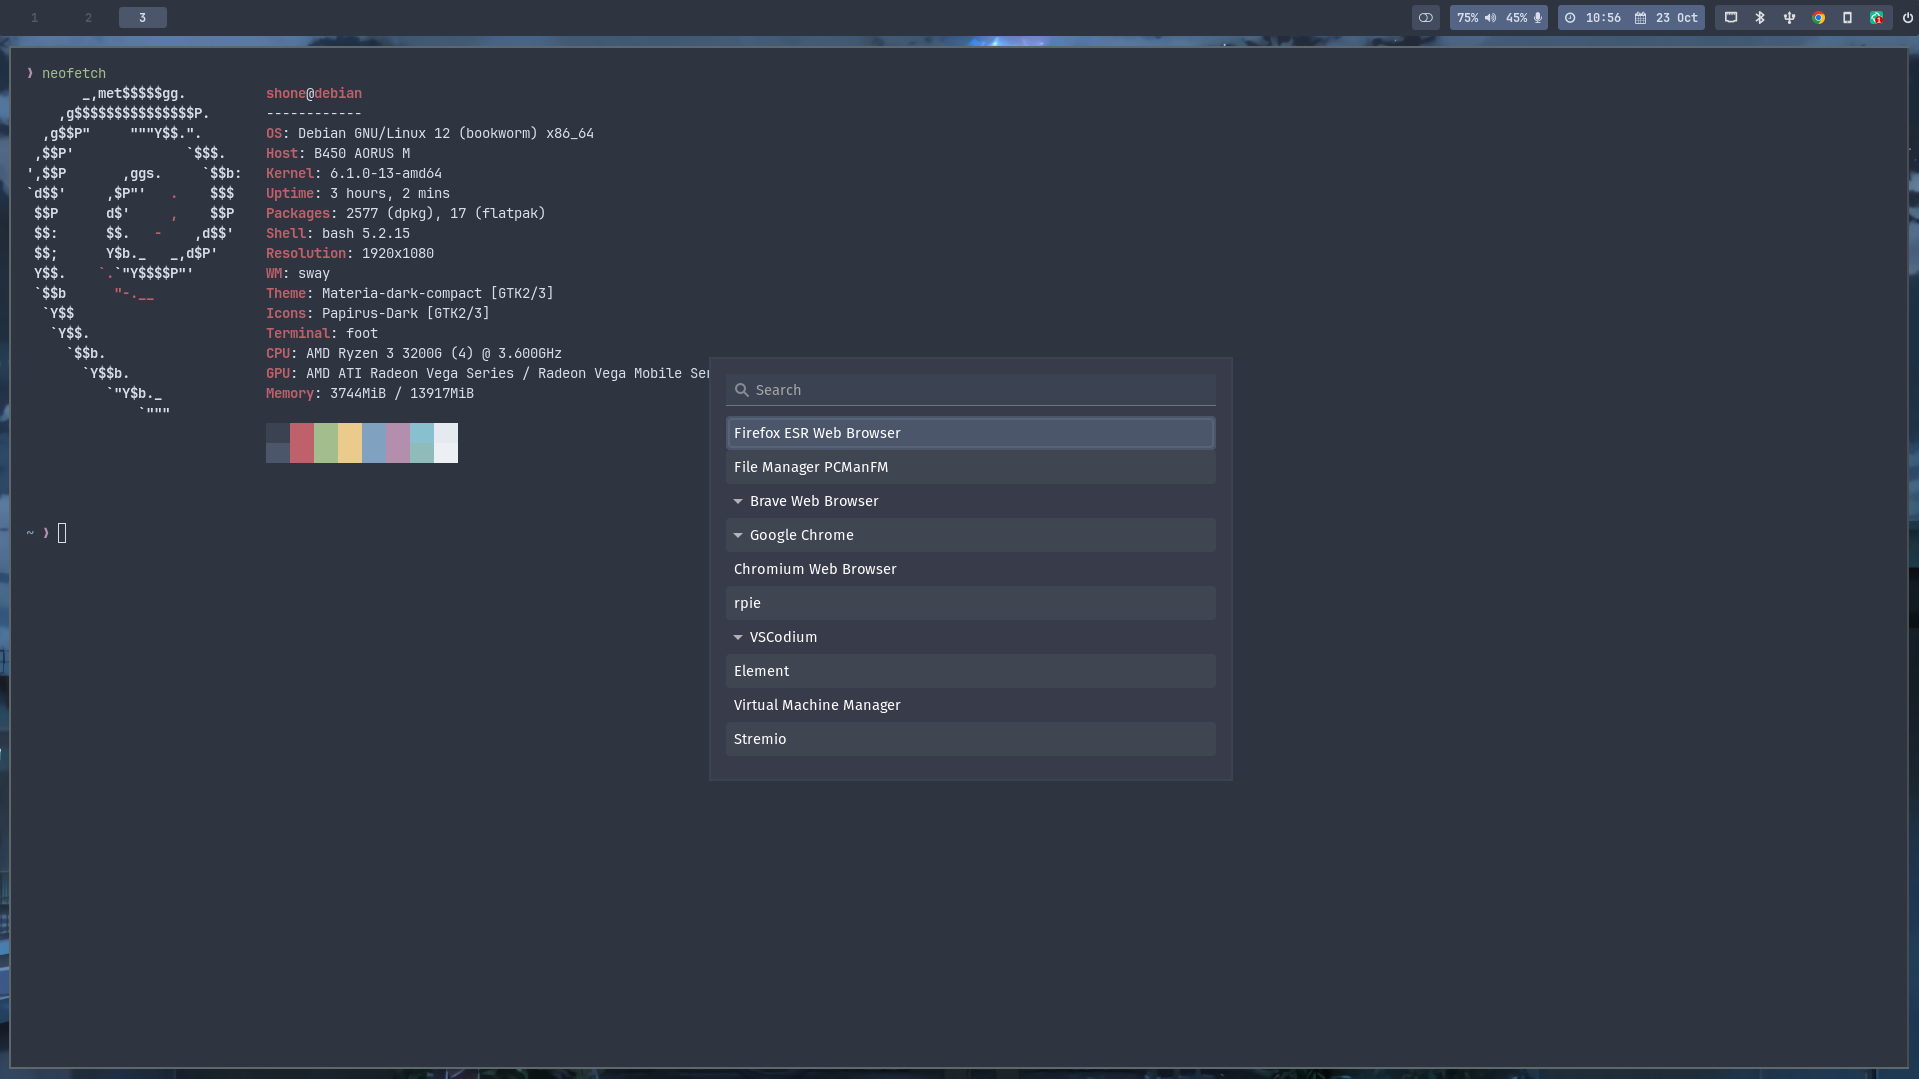 1 2 3 75% 45% 10:56 23 Oct 1
❱ neofetch
_,met$$$$$gg. shone@debian
,g$$$$$$$$$$$$$$$P. ------------
,g$$P" """Y$$.". OS: Debian GNU/Linux 12 (bookworm) x86_64
,$$P' `$$$. Host: B450 AORUS M
',$$P ,ggs. `$$b: Kernel: 6.1.0-13-amd64
`d$$' ,$P"' . $$$ Uptime: 3 hours, 2 mins
$$P d$' , $$P Packages: 2577 (dpkg), 17 (flatpak)
$$: $$. - ,d$$' Shell: bash 5.2.15
$$; Y$b._ _,d$P' Resolution: 1920x1080
Y$$. `.`"Y$$$$P"' WM: sway
`$$b "-.__ Theme: Materia-dark-compact [GTK2/3]
`Y$$ Icons: Papirus-Dark [GTK2/3]
`Y$$. Terminal: foot
`$$b. CPU: AMD Ryzen 3 3200G (4) @ 3.600GHz
`Y$$b. GPU: AMD ATI Radeon Vega Series / Radeon Vega Mobile Ser
`"Y$b._ Memory: 3744MiB / 13917MiB
`"""
~ ❱
Search
Firefox ESR Web Browser
File Manager PCManFM
Brave Web Browser
Google Chrome
Chromium Web Browser
rpie
VSCodium
Element
Virtual Machine Manager
Stremio